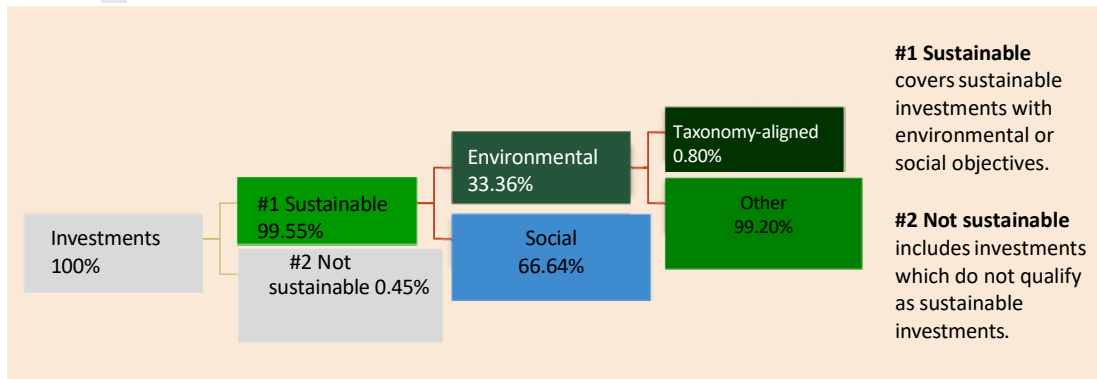 Investments
100%
#1 Sustainable
99.55%
#2 Not
sustainable 0.45%
Environmental
33.36%
Social
66.64%
Taxonomy-aligned
0.80%
Other
99.20%
#1 Sustainable
covers sustainable
investments with
environmental or
social objectives.
#2 Not sustainable
includes investments
which do not qualify
as sustainable
investments.